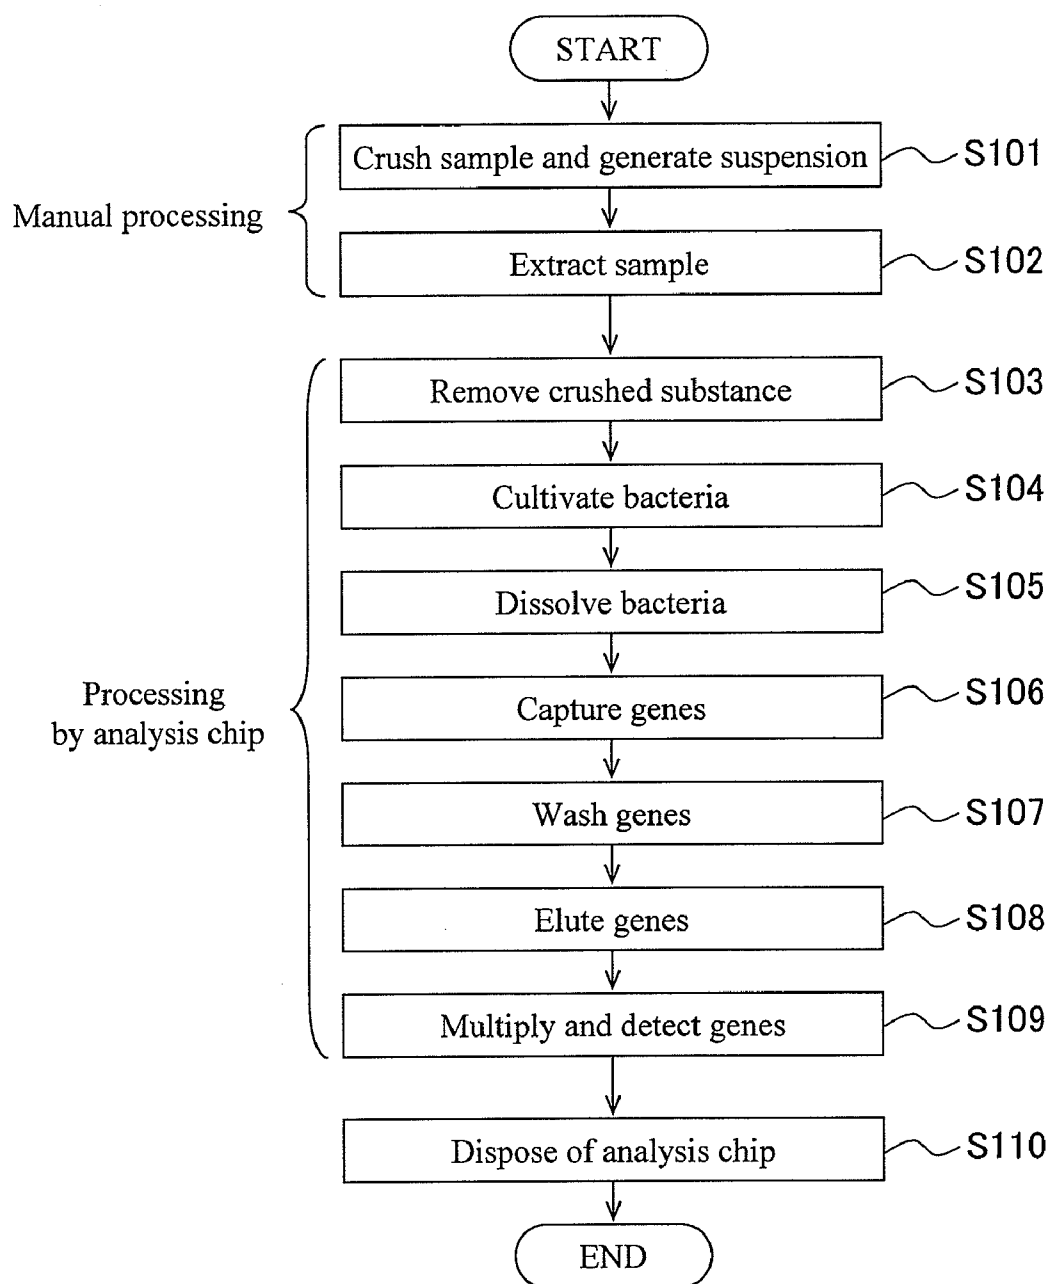 START
Crush sample and generate suspension
S101
Manual processing
Extract sample
S102
Remove crushed substance
S103
Cultivate bacteria
S104
Dissolve bacteria
S105
Processing
by analysis chip
Capture genes
S106
Wash genes
S107
Elute genes
S108
Multiply and detect genes
S109
Dispose of analysis chip
S110
END